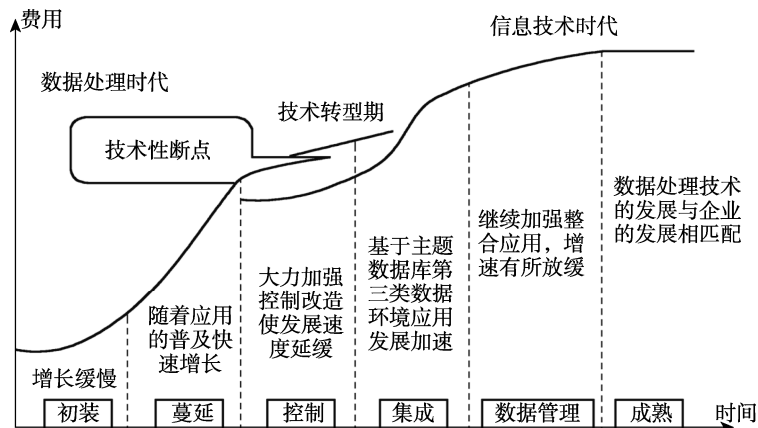 费用
信息技术时代
数据处理时代
技术转型期
技术性断点
增长缓慢
随着应用
的普及快
速增长
大力加强
控制改造
使发展速
度延缓
基于主题
数据库第
三类数据
环境应用
发展加速
继续加强整
合应用，增
速有所放缓
数据处理技术
的发展与企业
的发展相匹配
初装
蔓延
控制
集成
数据管理
成熟
时间